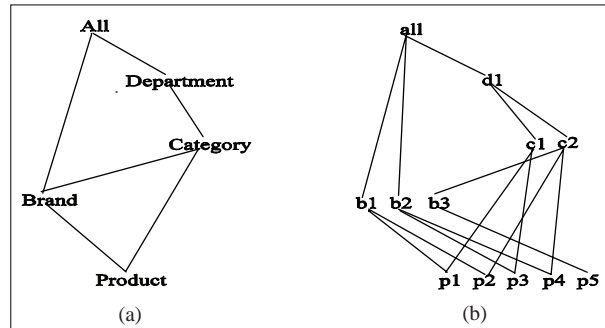 All
Department
Category
Brand
Product
(a)
all
d1
c1 c2
b1 b2 b3
p1 p2 p3 p4 p5
(b)